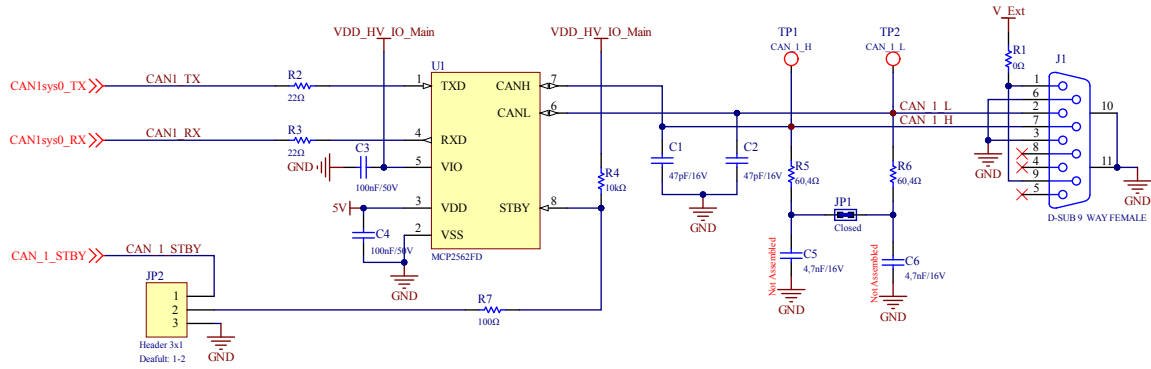 VDD_HV_IO_Main
VDD_HV_IO_Main
TP1
CAN_1_H
TP2
CAN_1_L
V_Ext
R1
0Ω
J1
U1
CAN1sys0_TX
CAN1_TX
R2
22Ω
1
TXD
CANH
7
CANL
6
CAN1sys0_RX
CAN1_RX
R3
22Ω
4
RXD
CAN_1_L
CAN_1_H
1
6
2
7
3
8
4
9
5
10
11
GND
D-SUB 9 WAY FEMALE
GND
GND
C3
100nF/50V
5
VIO
5V
3
VDD
STBY
8
C4
100nF/50V
2
VSS
MCP2562FD
GND
R4
10kΩ
C1
47pF/16V
C2
47pF/16V
GND
R5
60,4Ω
R6
60,4Ω
JP1
Closed
Not Assembled
C5
4,7nF/16V
GND
Not Assembled
C6
4,7nF/16V
GND
CAN_1_STBY
CAN_1_STBY
JP2
1
2
3
GND
Header 3x1
Deafult: 1-2
R7
100Ω